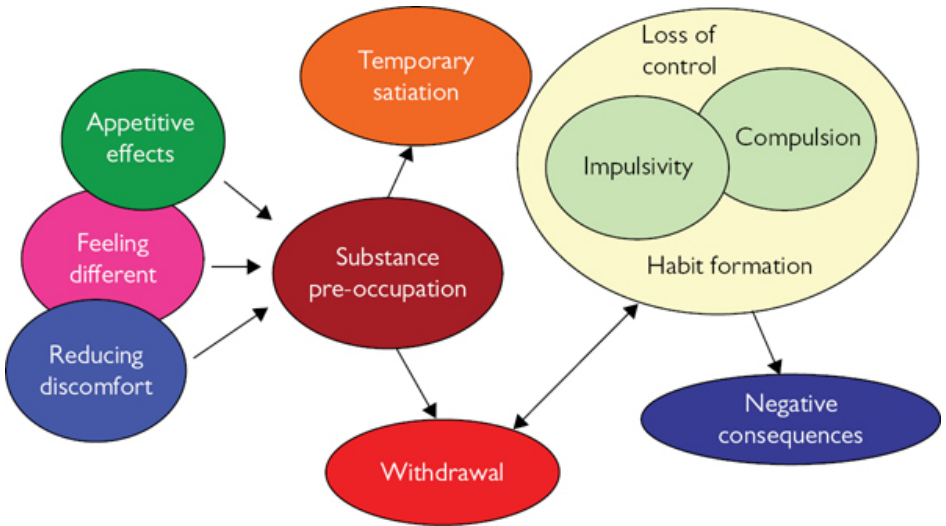 Appetitive
effects
Feeling
different
Reducing
discomfort
Temporary
satiation
Substance
pre-occupation
Withdrawal
Loss of
control
Impulsivity
Compulsion
Habit formation
Negative
consequences